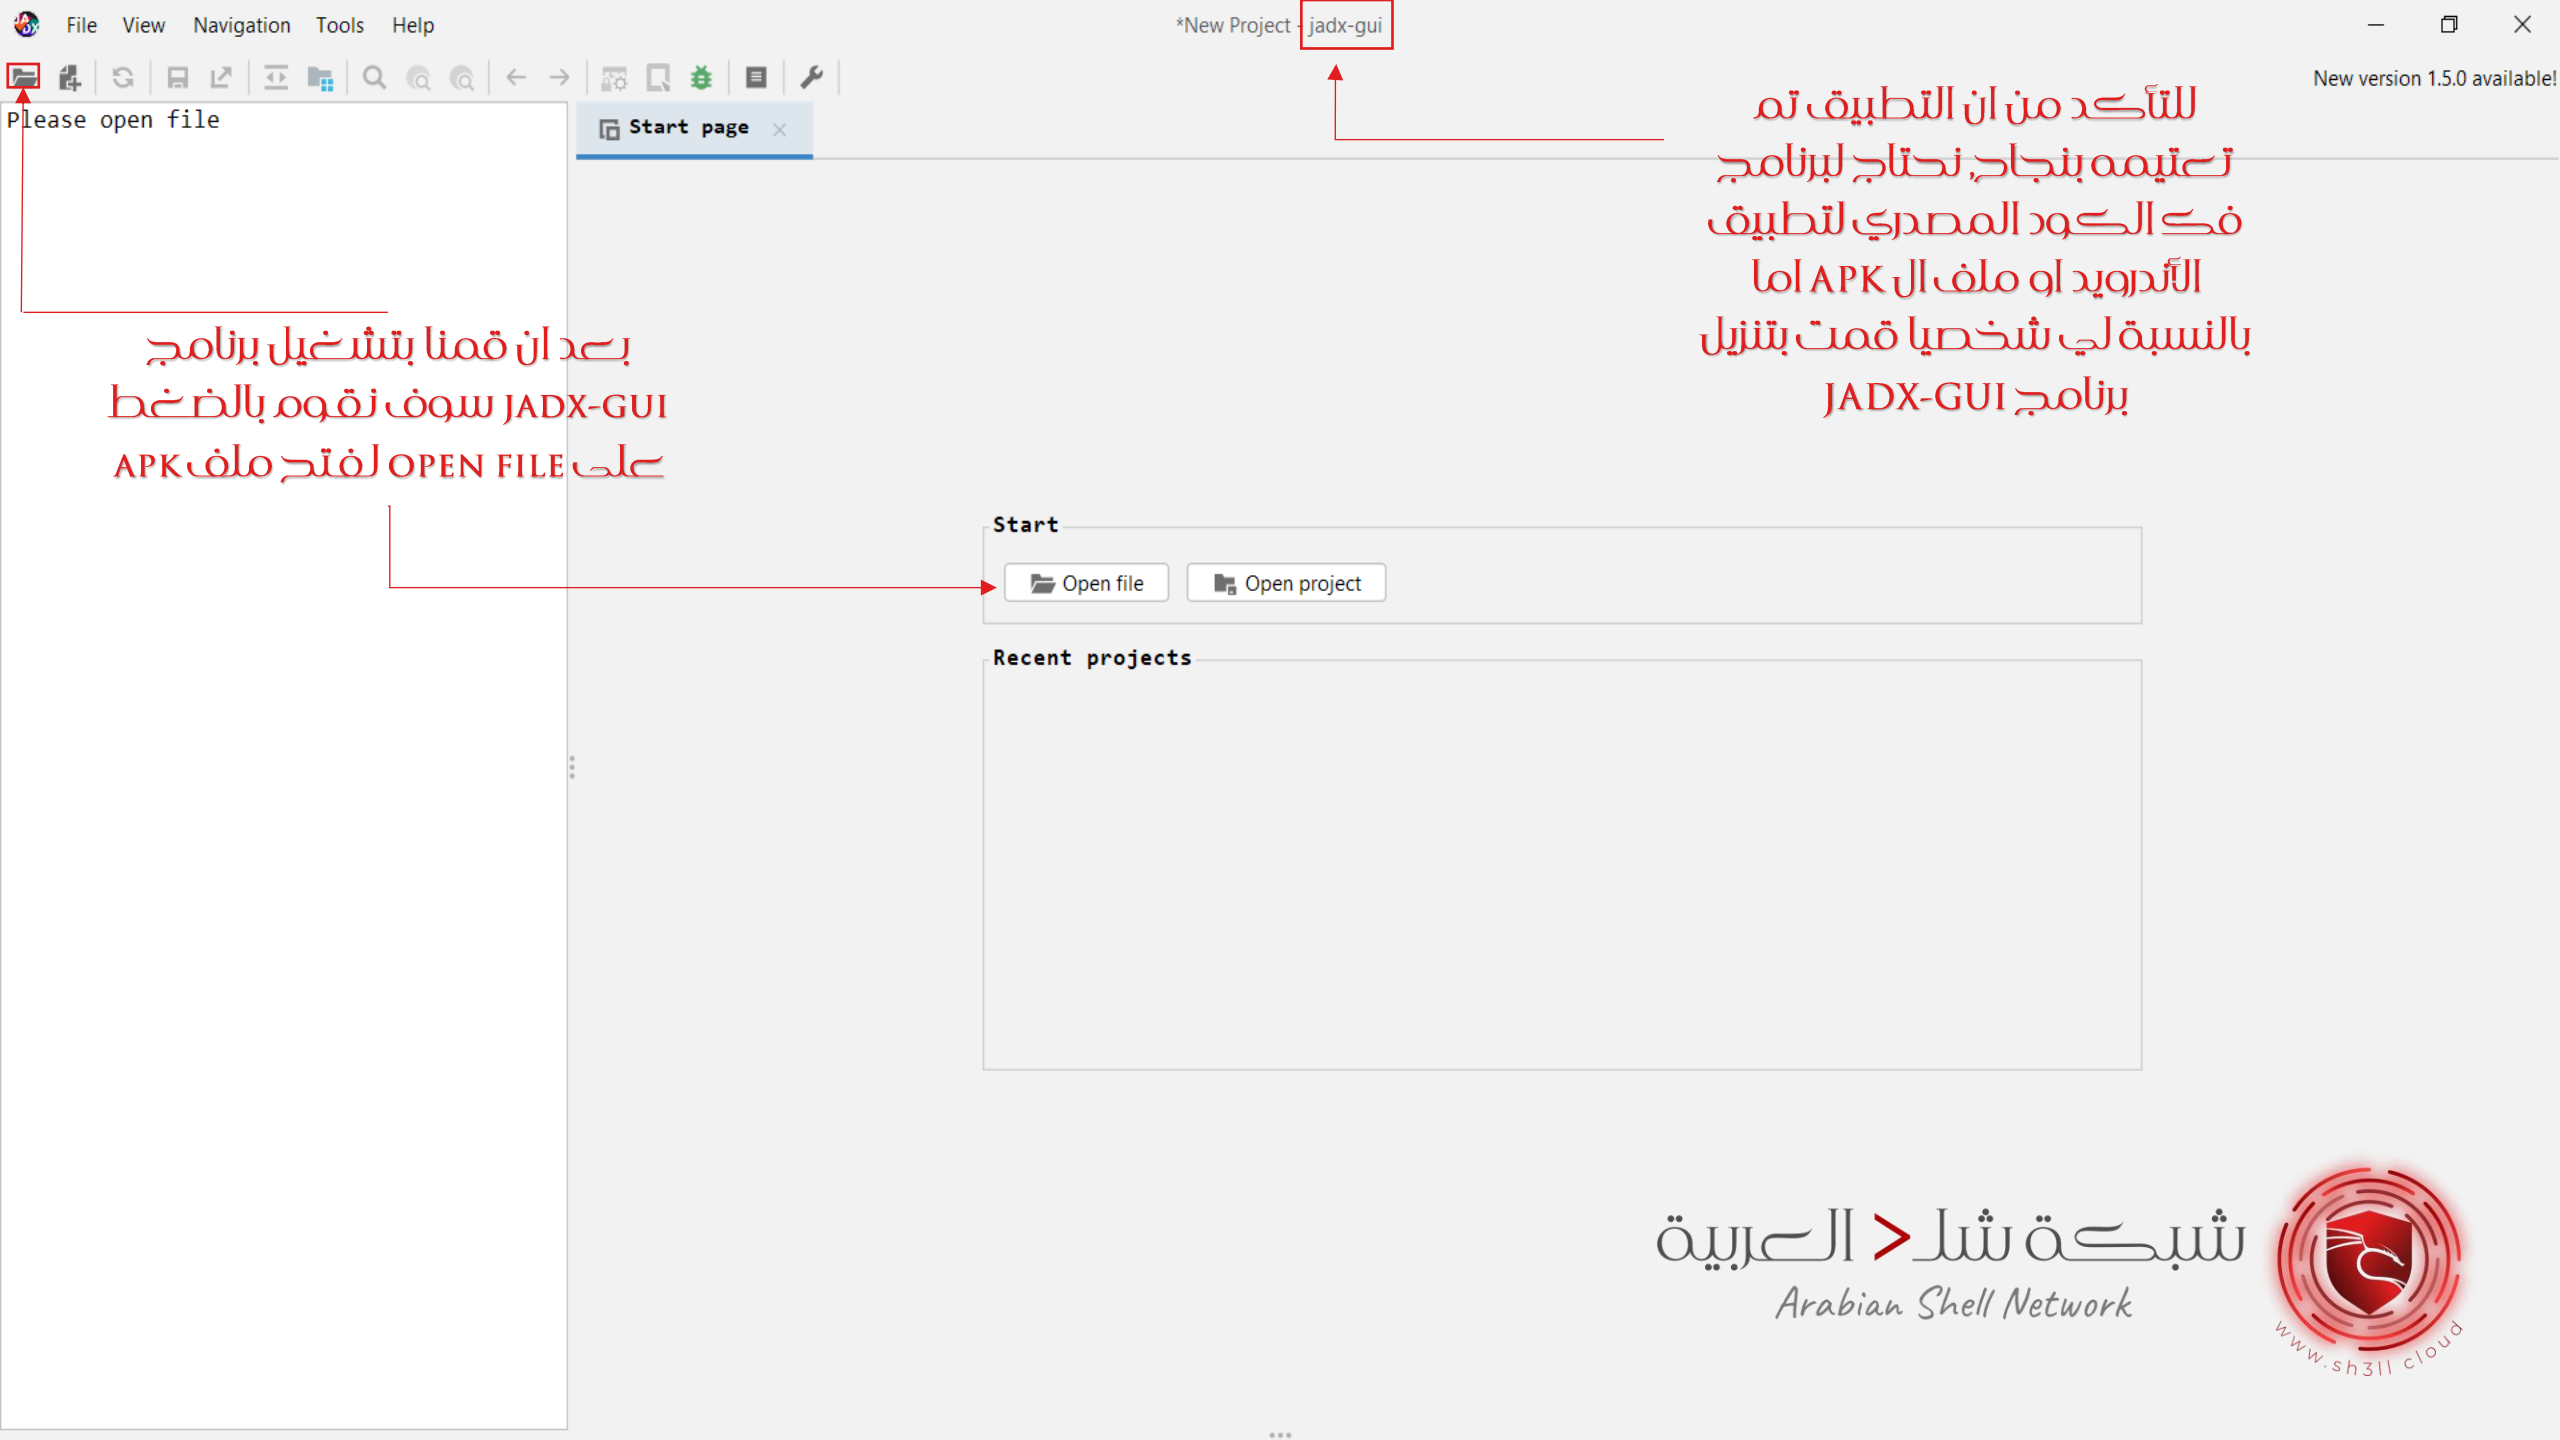 File View Navigation Tools Help
*New Project - jadx-gui
New version 1.5.0 available!
Please open file
Start page
للتأكد من ان التطبيق تم
تعتيمه بنجاح, نحتاج لبرنامج
فك الكود المصدري لتطبيق
الأندرويد او ملف ال APK اما
بالنسبة لي شخصيا قمت بتنزيل
برنامج JADX-GUI
بعد ان قمنا بتشغيل برنامج
JADX-GUI سوف نقوم بالضغط
على OPEN FILE لفتح ملف APK
Start
Open file
Open project
Recent projects
شبكة شل> العربية
Arabian Shell Network
www.sh3ll cloud